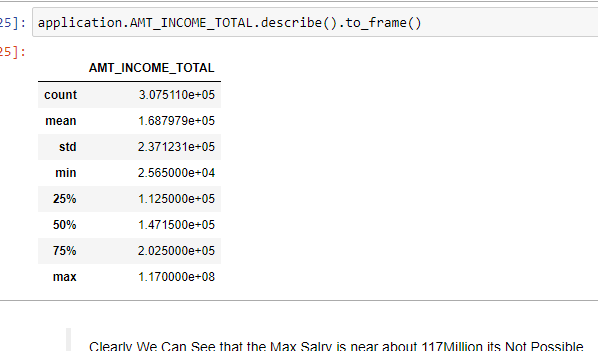 25]: application.AMT_INCOME_TOTAL.describe().to_frame()
25]:
AMT_INCOME_TOTAL
count 3.075110e+05
mean 1.687979e+05
std 2.371231e+05
min 2.565000e+04
25% 1.125000e+05
50% 1.471500e+05
75% 2.025000e+05
max 1.170000e+08
Clearly We Can See that the Max Salry is near about 117Million its Not Possible